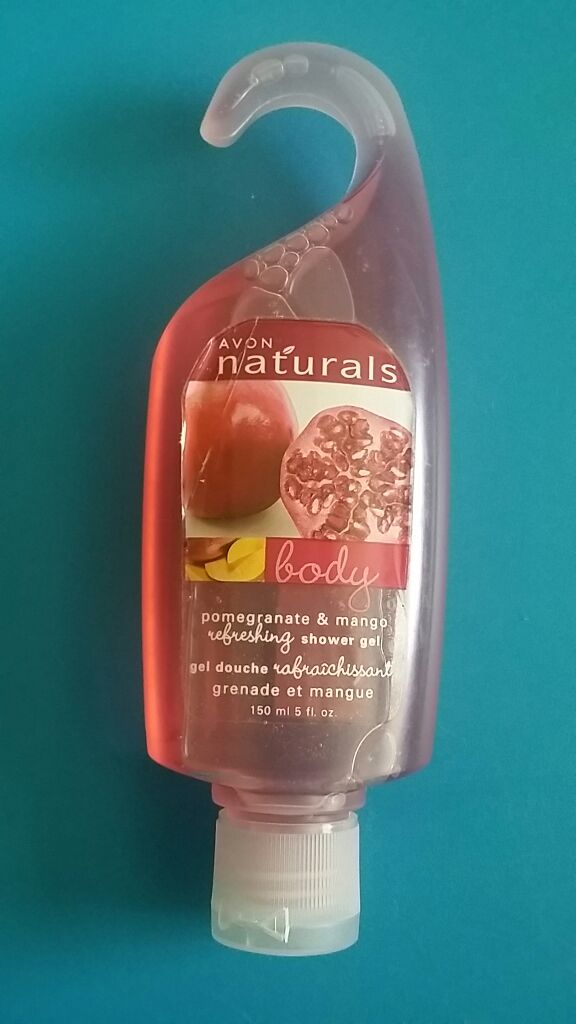 AVON
naturals
body
pomegranate & mango
refreshing shower gel
gel douche rafraîchissant
grenade et mangue
150 ml 5 fl. oz.